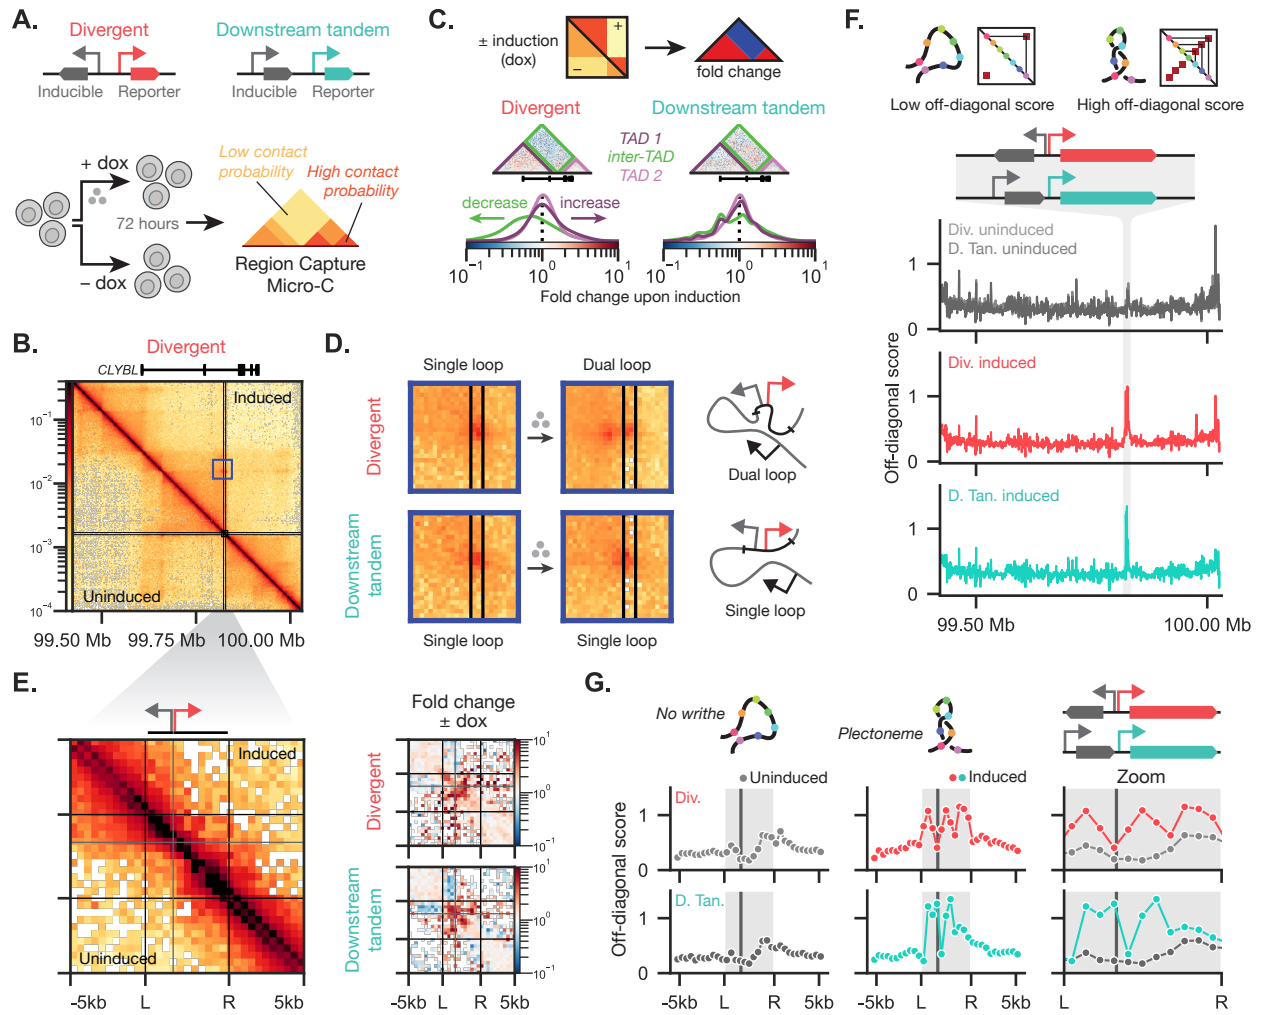 A.
Divergent
Downstream tandem
Inducible
Reporter
Inducible
Reporter
+ dox
72 hours
− dox
Low contact
probability
High contact
probability
Region Capture
Micro-C
B.
Divergent
CLYBL
Induced
Uninduced
10⁻¹
10⁻²
10⁻³
10⁻⁴
99.50 Mb
99.75 Mb
100.00 Mb
C.
± induction
(dox)
+
−
fold change
Divergent
Downstream tandem
TAD 1
inter-TAD
TAD 2
decrease
increase
10⁻¹
10⁰
10¹
10⁻¹
10⁰
10¹
Fold change upon induction
D.
Single loop
Dual loop
Divergent
Dual loop
Downstream
tandem
Single loop
Single loop
Single loop
E.
Induced
Uninduced
-5kb
L
R
5kb
Fold change
± dox
Divergent
10¹
10⁰
10⁻¹
Downstream
tandem
10¹
10⁰
10⁻¹
-5kb
L
R
5kb
F.
Low off-diagonal score
High off-diagonal score
Off-diagonal score
Div. uninduced
D. Tan. uninduced
1
0
Div. induced
1
0
D. Tan. induced
1
0
99.50 Mb
100.00 Mb
G.
No writhe
Plectoneme
Uninduced
Induced
Zoom
Off-diagonal score
Div.
1
0
D. Tan.
1
0
-5kb
L
R
5kb
-5kb
L
R
5kb
L
R